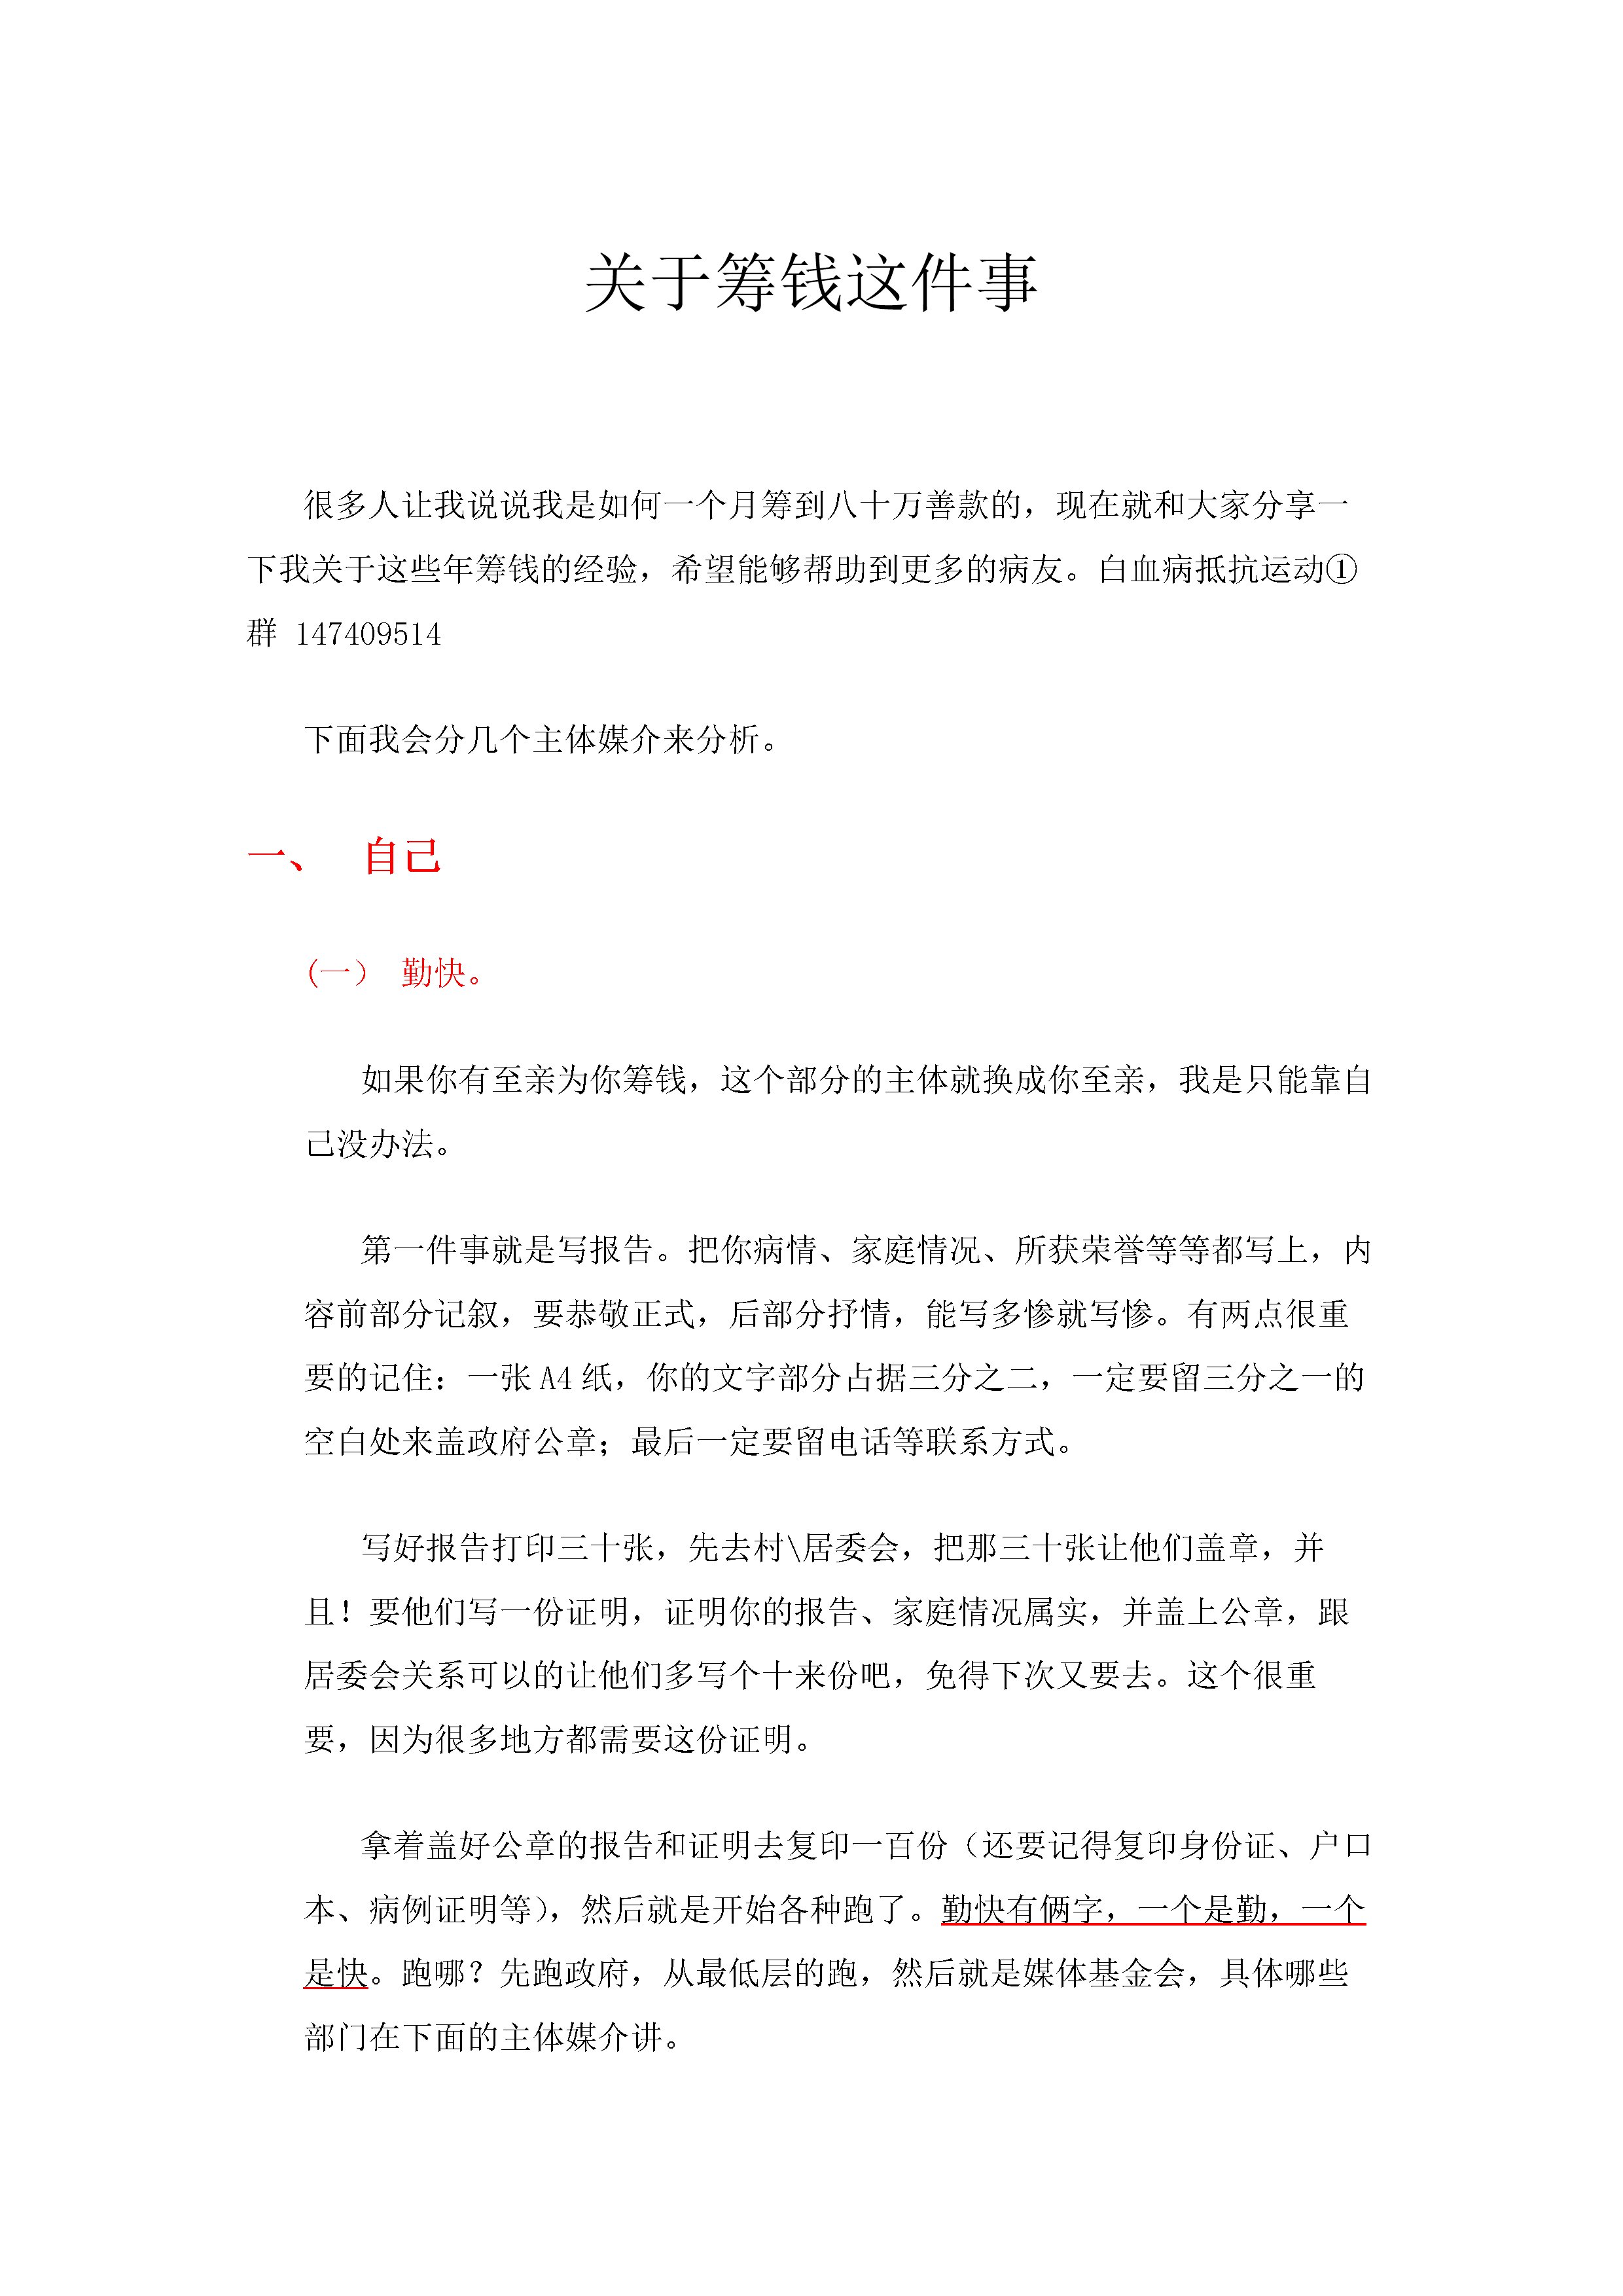 关于筹钱这件事
很多人让我说说我是如何一个月筹到八十万善款的，现在就和大家分享一
下我关于这些年筹钱的经验，希望能够帮助到更多的病友。白血病抵抗运动①
群 147409514
下面我会分几个主体媒介来分析。
一、 自己
（一） 勤快。
如果你有至亲为你筹钱，这个部分的主体就换成你至亲，我是只能靠自
己没办法。
第一件事就是写报告。把你病情、家庭情况、所获荣誉等等都写上，内
容前部分记叙，要恭敬正式，后部分抒情，能写多惨就写惨。有两点很重
要的记住：一张 A4 纸，你的文字部分占据三分之二，一定要留三分之一的
空白处来盖政府公章；最后一定要留电话等联系方式。
写好报告打印三十张，先去村\居委会，把那三十张让他们盖章，并
且！要他们写一份证明，证明你的报告、家庭情况属实，并盖上公章，跟
居委会关系可以的让他们多写个十来份吧，免得下次又要去。这个很重
要，因为很多地方都需要这份证明。
拿着盖好公章的报告和证明去复印一百份（还要记得复印身份证、户口
本、病例证明等），然后就是开始各种跑了。勤快有俩字，一个是勤，一个
是快。跑哪？先跑政府，从最低层的跑，然后就是媒体基金会，具体哪些
部门在下面的主体媒介讲。